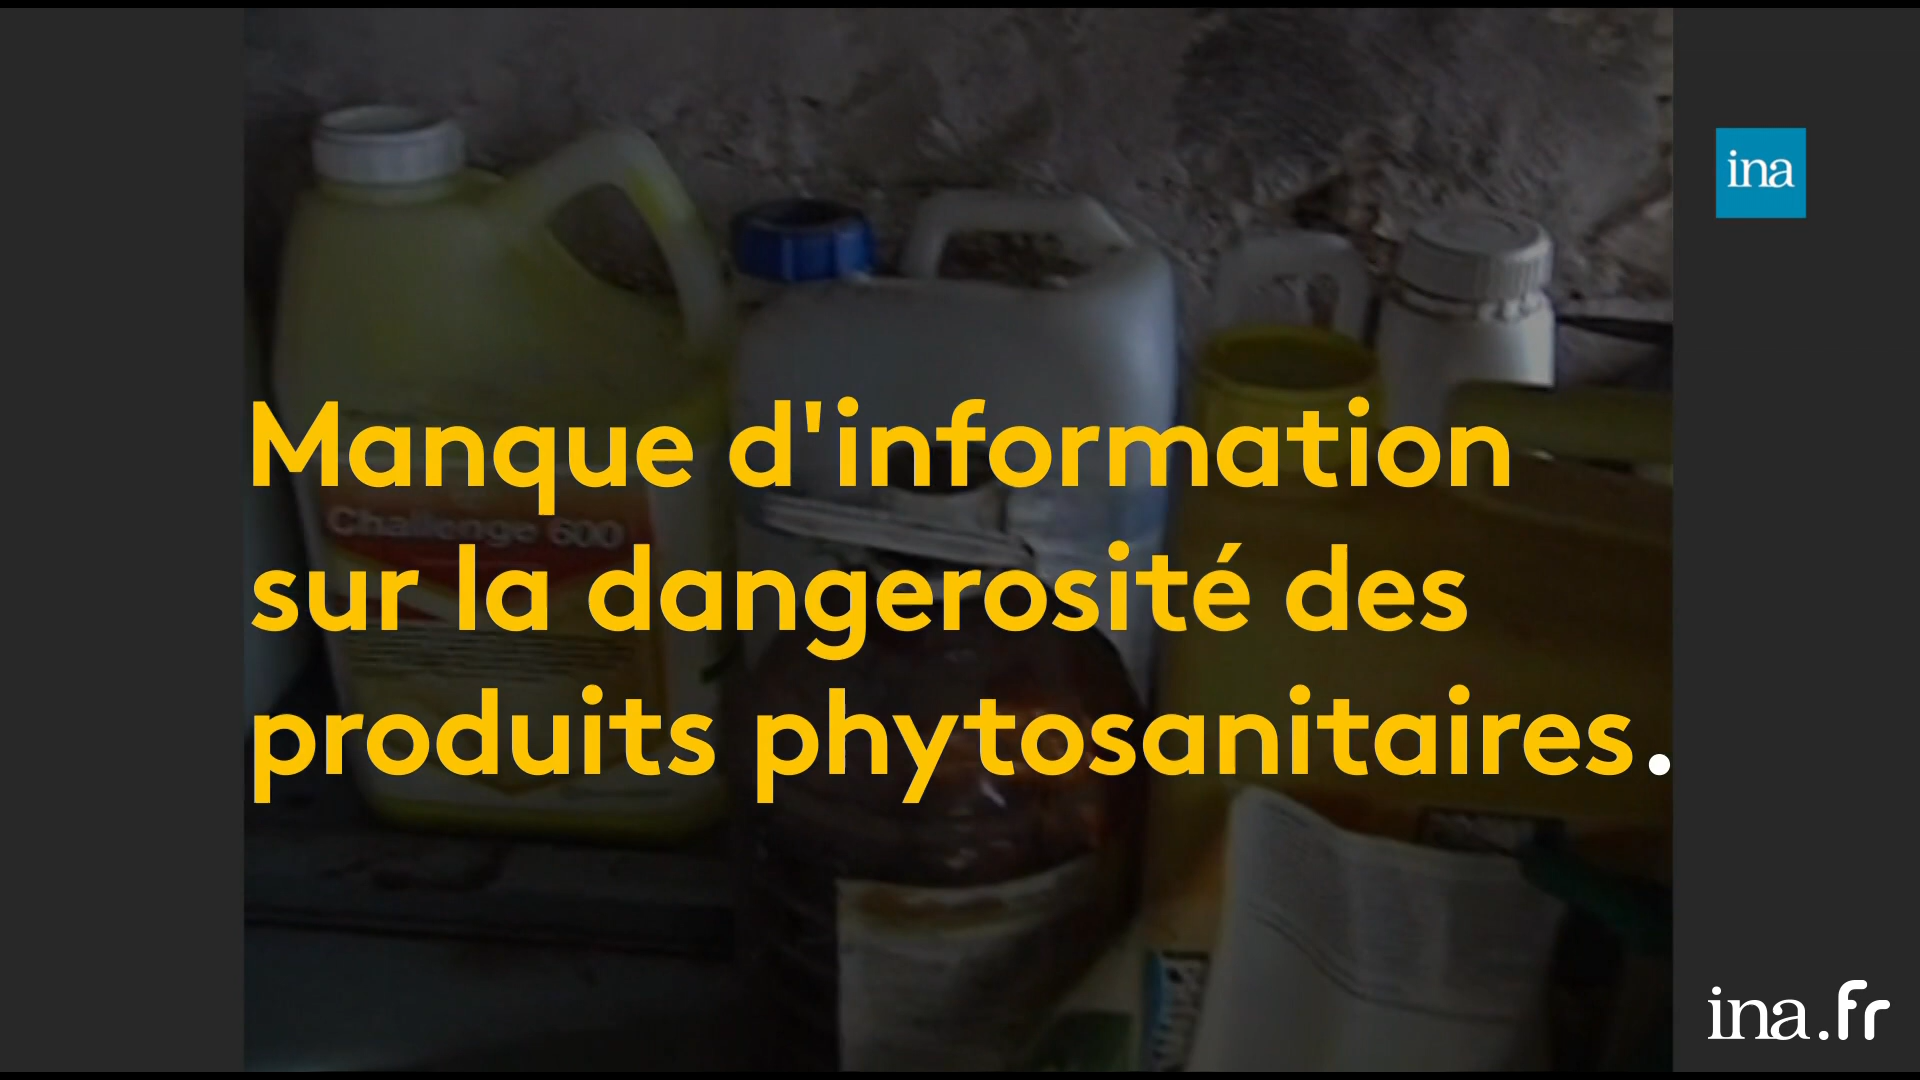 ina
Manque d'information
Challenge 600
sur la dangerosité des
produits phytosanitaires.
ina.fr